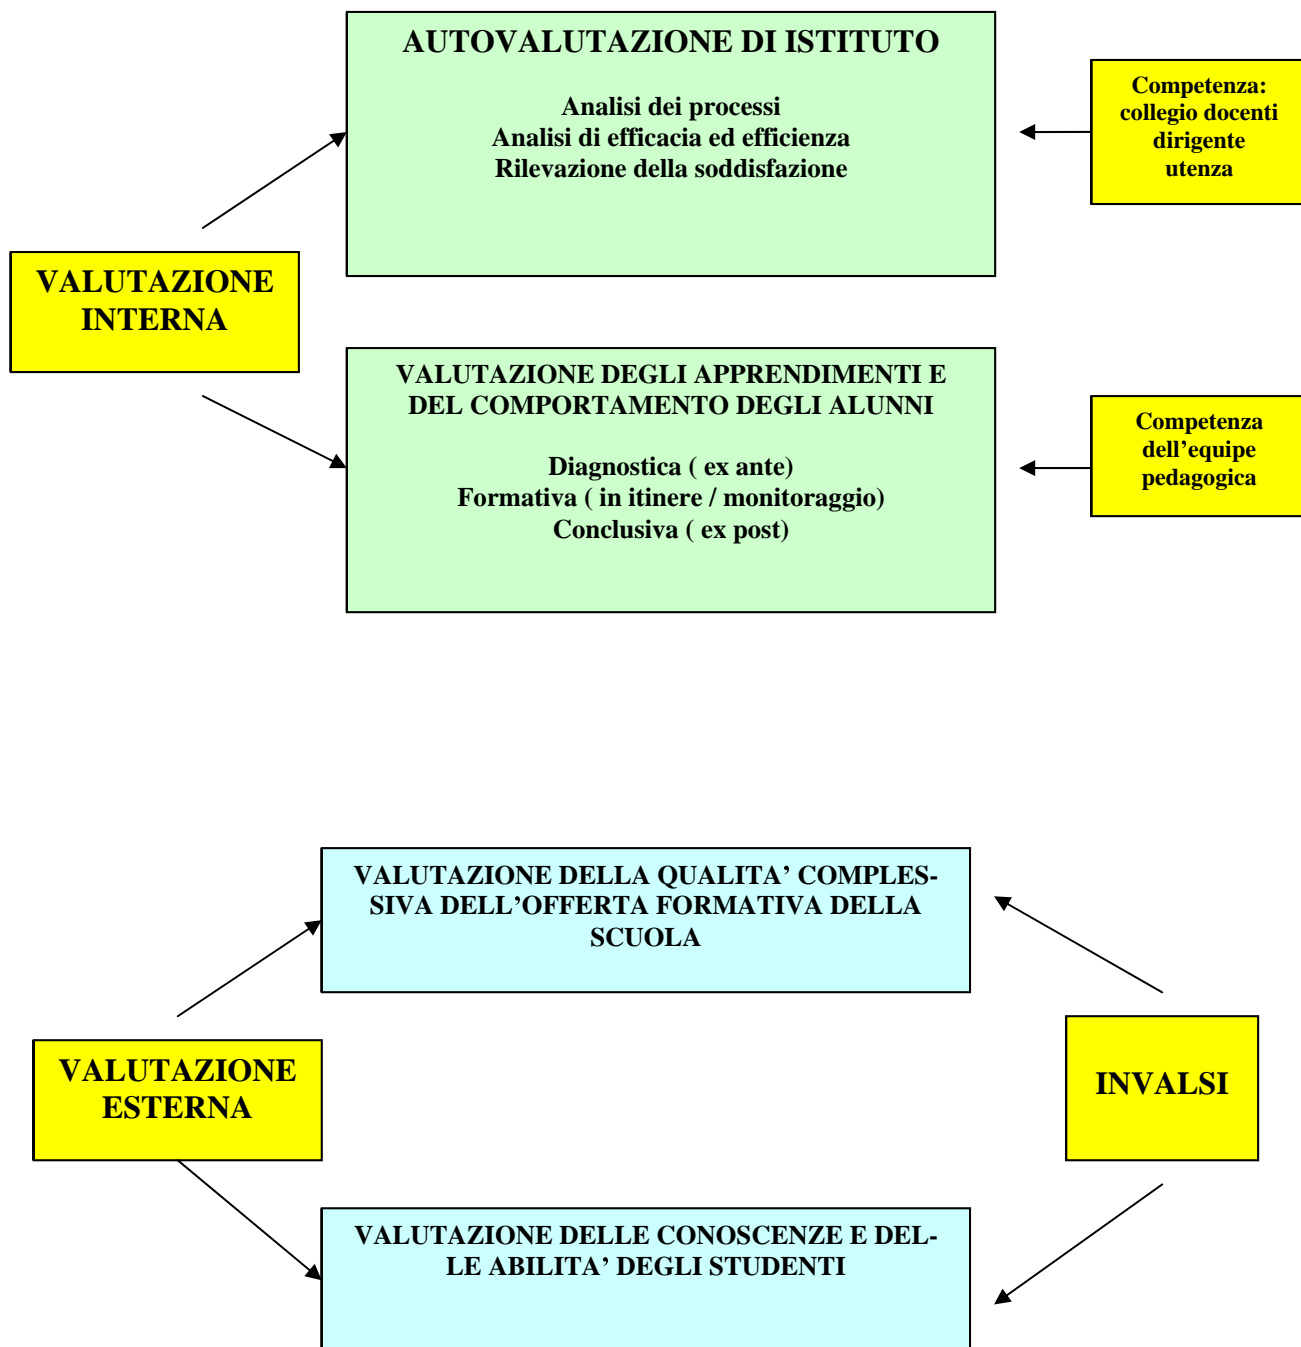 AUTOVALUTAZIONE DI ISTITUTO
Analisi dei processi
Analisi di efficacia ed efficienza
Rilevazione della soddisfazione
Competenza:
collegio docenti
dirigente
utenza
VALUTAZIONE
INTERNA
VALUTAZIONE DEGLI APPRENDIMENTI E
DEL COMPORTAMENTO DEGLI ALUNNI
Diagnostica ( ex ante)
Formativa ( in itinere / monitoraggio)
Conclusiva ( ex post)
Competenza
dell’equipe
pedagogica
VALUTAZIONE DELLA QUALITA’ COMPLES-
SIVA DELL’OFFERTA FORMATIVA DELLA
SCUOLA
VALUTAZIONE
ESTERNA
INVALSI
VALUTAZIONE DELLE CONOSCENZE E DEL-
LE ABILITA’ DEGLI STUDENTI